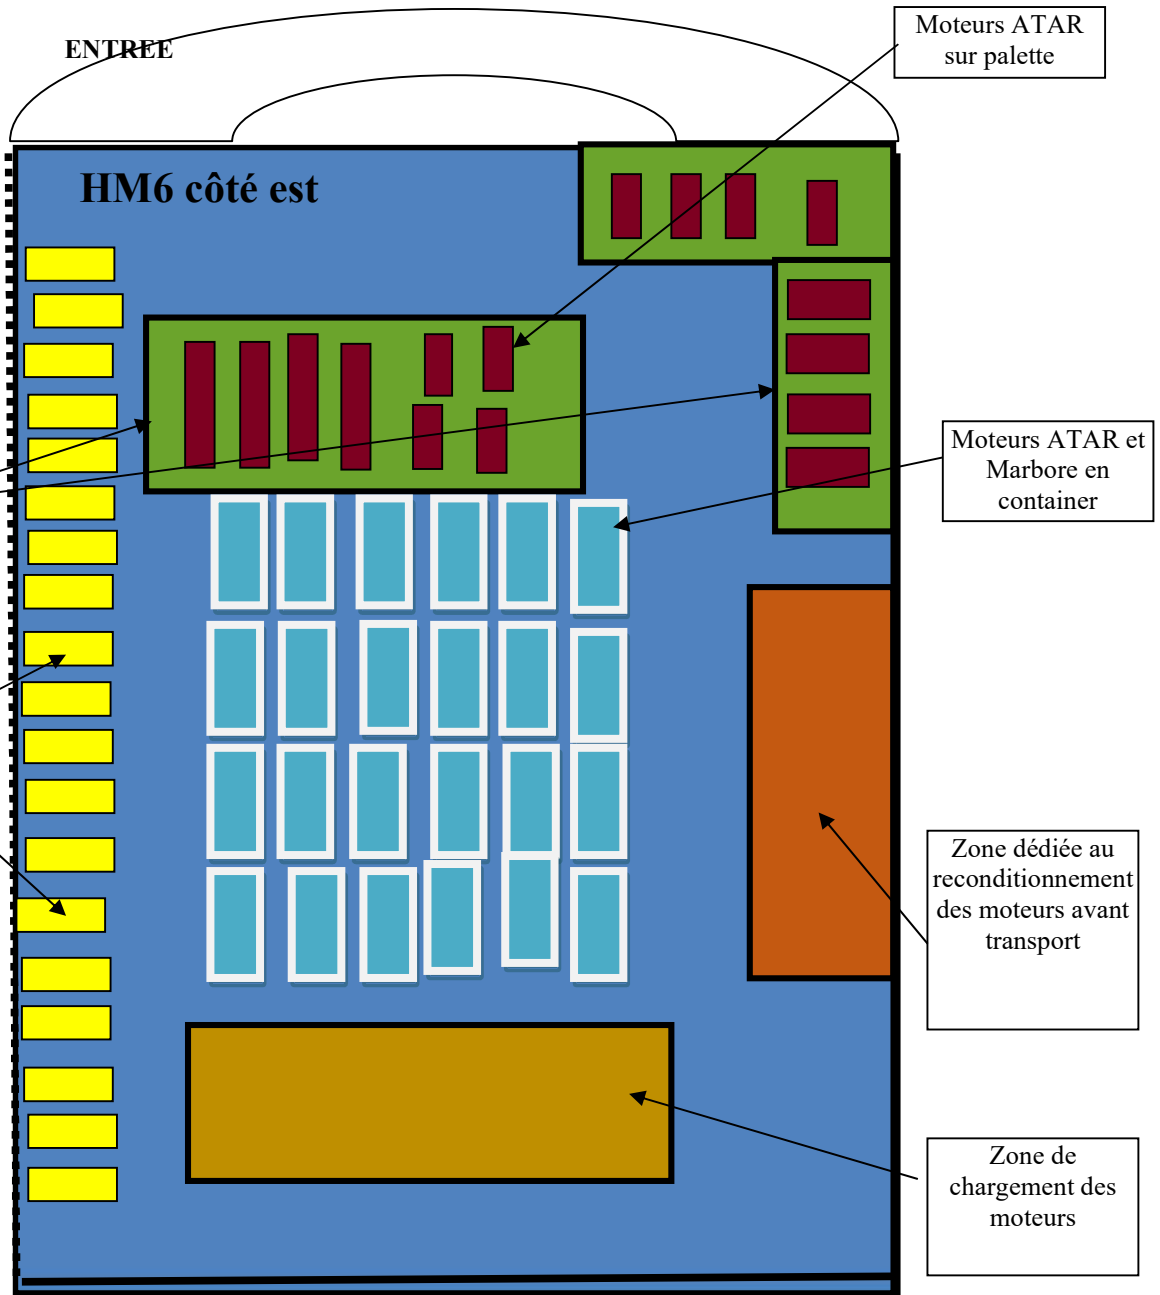 ENTREE
Moteurs ATAR
sur palette
HM6 côté est
Moteurs ATAR et
Marbore en
container
Zone dédiée au
reconditionnement
des moteurs avant
transport
Zone de
chargement des
moteurs